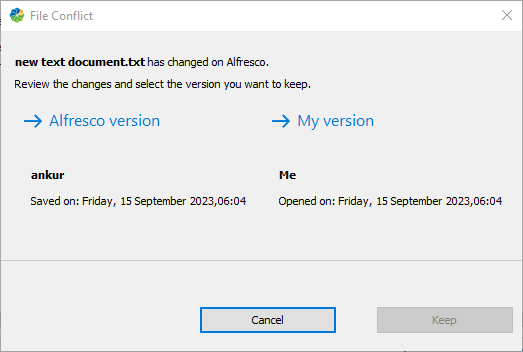 File Conflict
new text document.txt has changed on Alfresco.
Review the changes and select the version you want to keep.
Alfresco version
My version
ankur
Me
Saved on: Friday, 15 September 2023,06:04
Opened on: Friday, 15 September 2023,06:04
Cancel
Keep